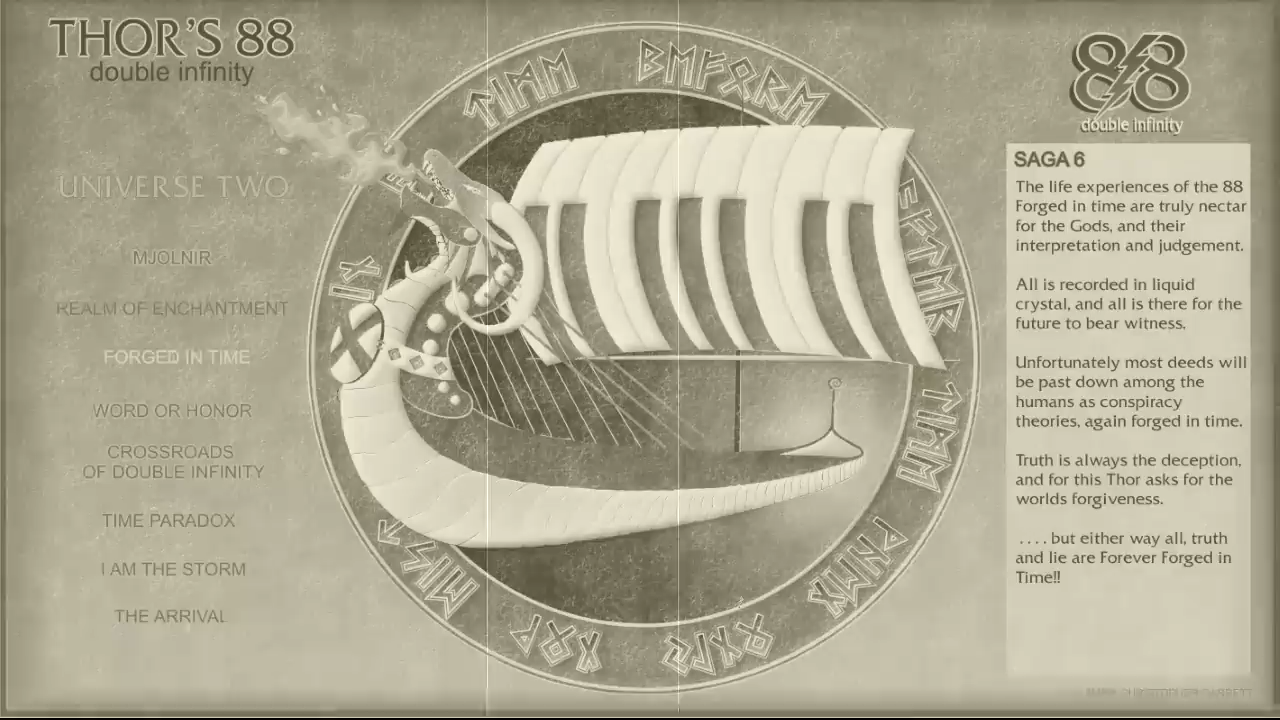 THOR'S 88
double infinity
UNIVERSE TWO
MJOLNIR
REALM OF ENCHANTMENT
FORGED IN TIME
WORD OR HONOR
CROSSROADS
OF DOUBLE INFINITY
TIME PARADOX
I AM THE STORM
THE ARRIVAL
88
double infinity
SAGA 6
The life experiences of the 88
Forged in time are truly nectar
for the Gods, and their
interpretation and judgement.
All is recorded in liquid
crystal, and all is there for the
future to bear witness.
Unfortunately most deeds will
be past down among the
humans as conspiracy
theories, again forged in time.
Truth is always the deception,
and for this Thor asks for the
worlds forgiveness.
. . . . but either way all, truth
and lie are Forever Forged in
Time!!